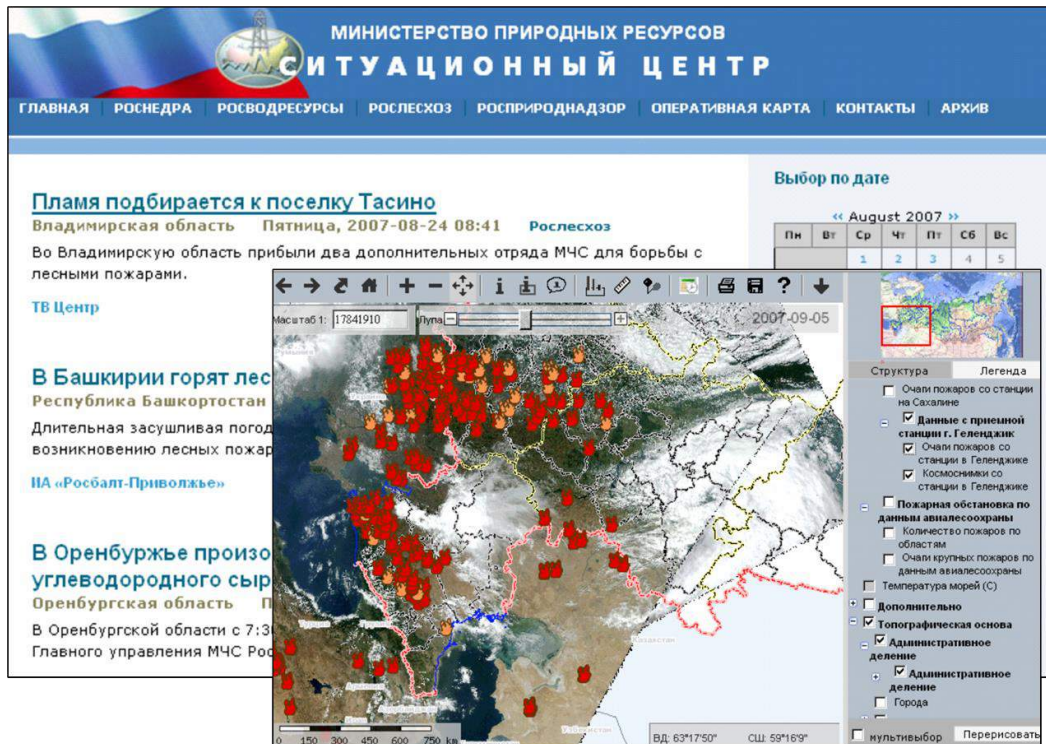 МИНИСТЕРСТВО ПРИРОДНЫХ РЕСУРСОВ
СИТУАЦИОННЫЙ ЦЕНТР
ГЛАВНАЯ РОСНЕДРА РОСВОДРЕСУРСЫ РОСЛЕСХОЗ РОСПРИРОДНАДЗОР ОПЕРАТИВНАЯ КАРТА КОНТАКТЫ АРХИВ
Пламя подбирается к поселку Тасино
Владимирская область Пятница, 2007-08-24 08:41 Рослесхоз
Во Владимирскую область прибыли два дополнительных отряда МЧС для борьбы с
лесными пожарами.
ТВ Центр
В Башкирии горят лес
Республика Башкортостан
Длительная засушливая погод
возникновению лесных пожар
ИА «Росбалт-Приволжье»
В Оренбуржье произо
углеводородного сыр
Оренбургская область П
В Оренбургской области с 7:3
Главного управления МЧС Рос
Выбор по дате
‹‹ August 2007 ››
Пн Вт Ср Чт Пт Сб Вс
1 2 3 4 5
Масштаб 1: 17841910 Лупа 2007-09-05
Структура Легенда
Очаги пожаров со станции
на Сахалине
Данные с приемной
станции г. Геленджик
Очаги пожаров со
станции в Геленджике
Космоснимки со
станции в Геленджике
Пожарная обстановка по
данным авиалесоохраны
Количество пожаров по
областям
Очаги крупных пожаров по
данным авиалесоохраны
Температура морей (С)
Дополнительно
Топографическая основа
Административное
деление
Административное
деление
Города
мультивыбор Перерисовать
Казахстан
Турция
Армения
Азербайджан
Узбекистан
0 150 300 450 600 750 km
ВД: 63°17'50" СШ: 59°16'9"